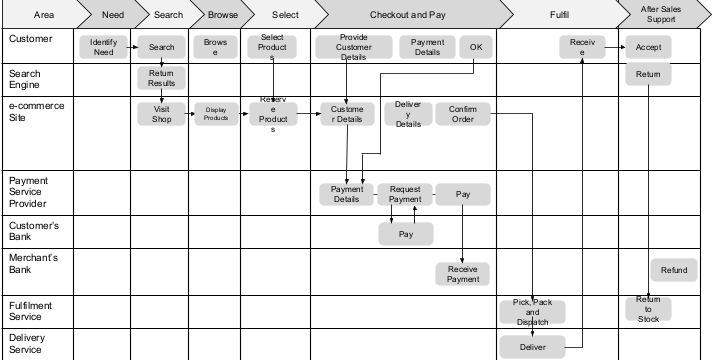 Area
Need
Search
Browse
Select
Checkout and Pay
Fulfil
After Sales
Support
Customer
Identify
Need
Search
Brows
e
Select
Product
s
Provide
Customer
Details
Payment
Details
OK
Receiv
e
Accept
Search
Engine
Return
Results
Return
e-commerce
Site
Visit
Shop
Display
Products
Reserv
e
Product
s
Custome
r Details
Deliver
y
Details
Confirm
Order
Payment
Service
Provider
Payment
Details
Request
Payment
Pay
Customer's
Bank
Pay
Merchant's
Bank
Receive
Payment
Refund
Fulfilment
Service
Pick, Pack
and
Dispatch
Return
to
Stock
Delivery
Service
Deliver